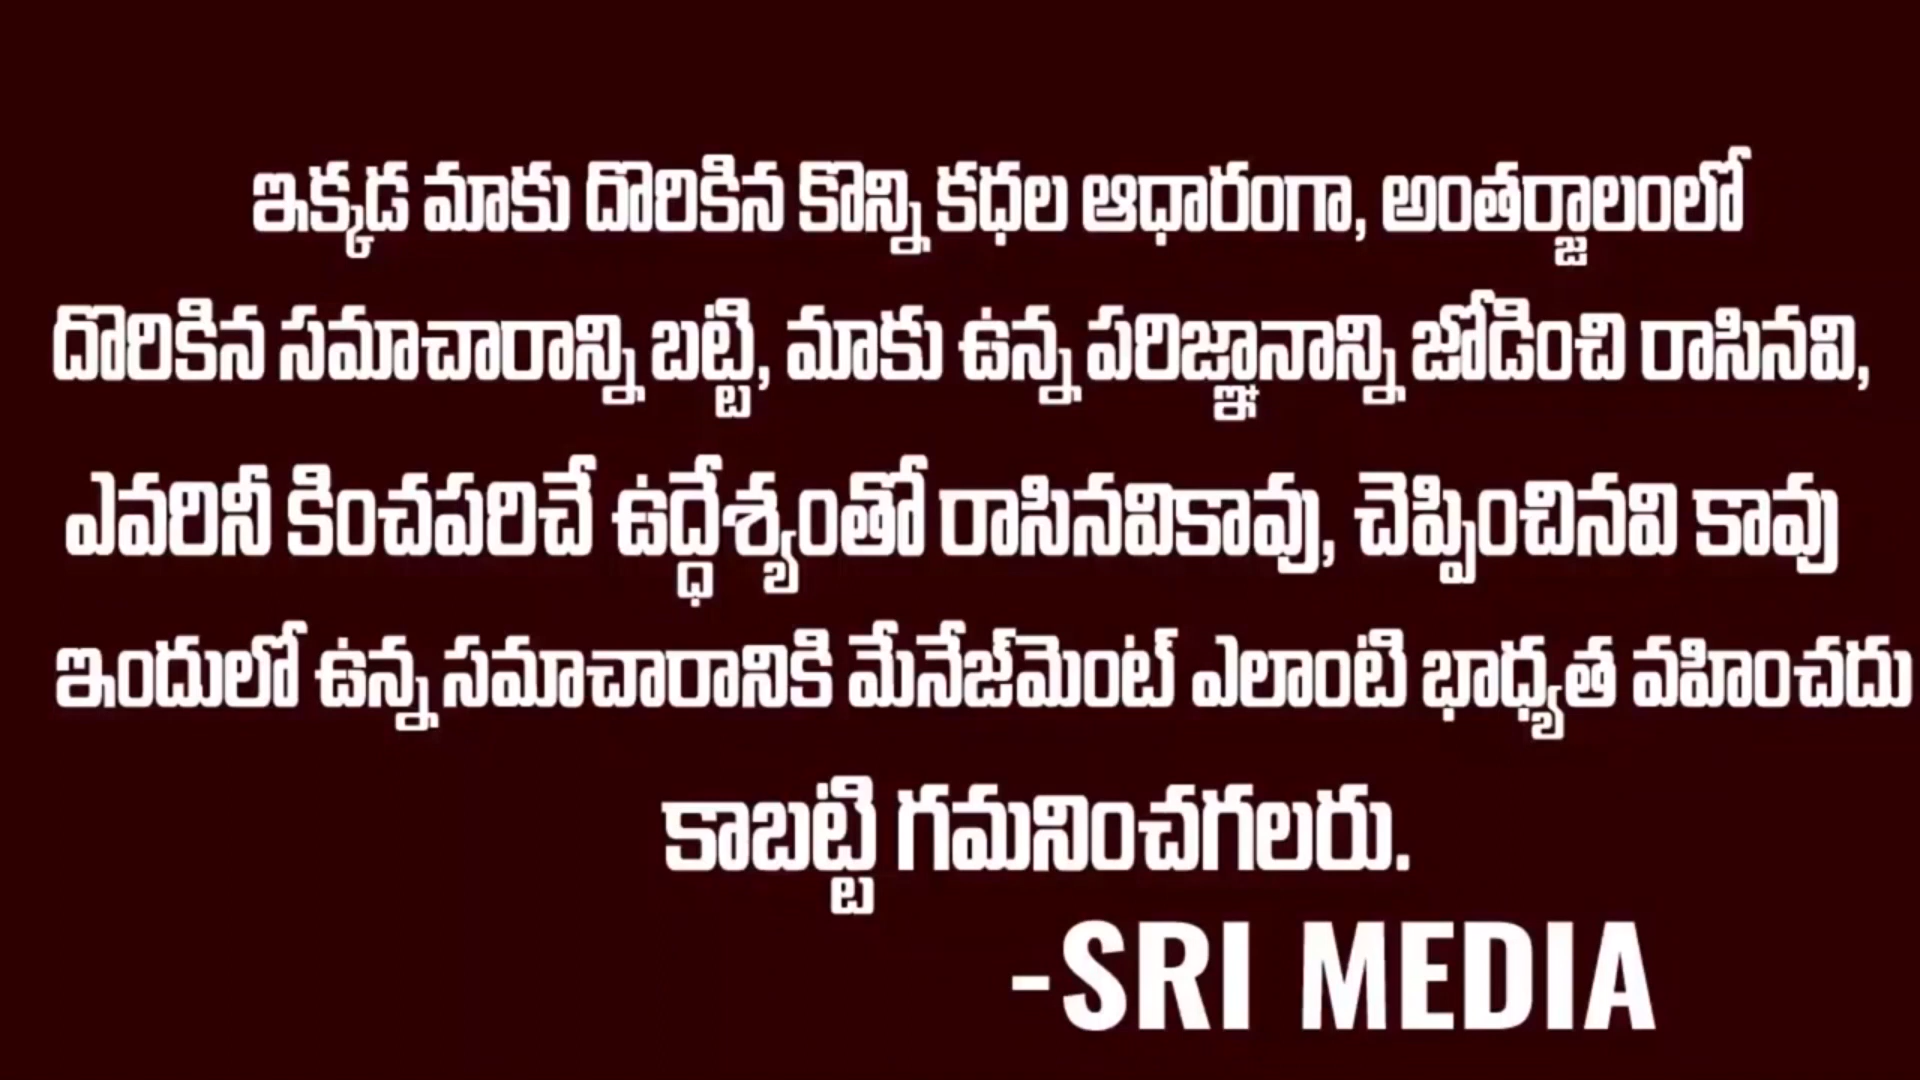 ఇక్కడ మాకు దొరికిన కొన్ని కధల ఆధారంగా, అంతర్జాలంలో
దొరికిన సమాచారాన్ని బట్టి, మాకు ఉన్న పరిజ్ఞానాన్ని జోడించి రాసినవి,
ఎవరినీ కించపరిచే ఉద్ధేశ్యంతో రాసినవికావు, చెప్పించినవి కావు
ఇందులో ఉన్న సమాచారానికి మేనేజ్‌మెంట్ ఎలాంటి భాధ్యత వహించదు
కాబట్టి గమనించగలరు.
-SRI MEDIA